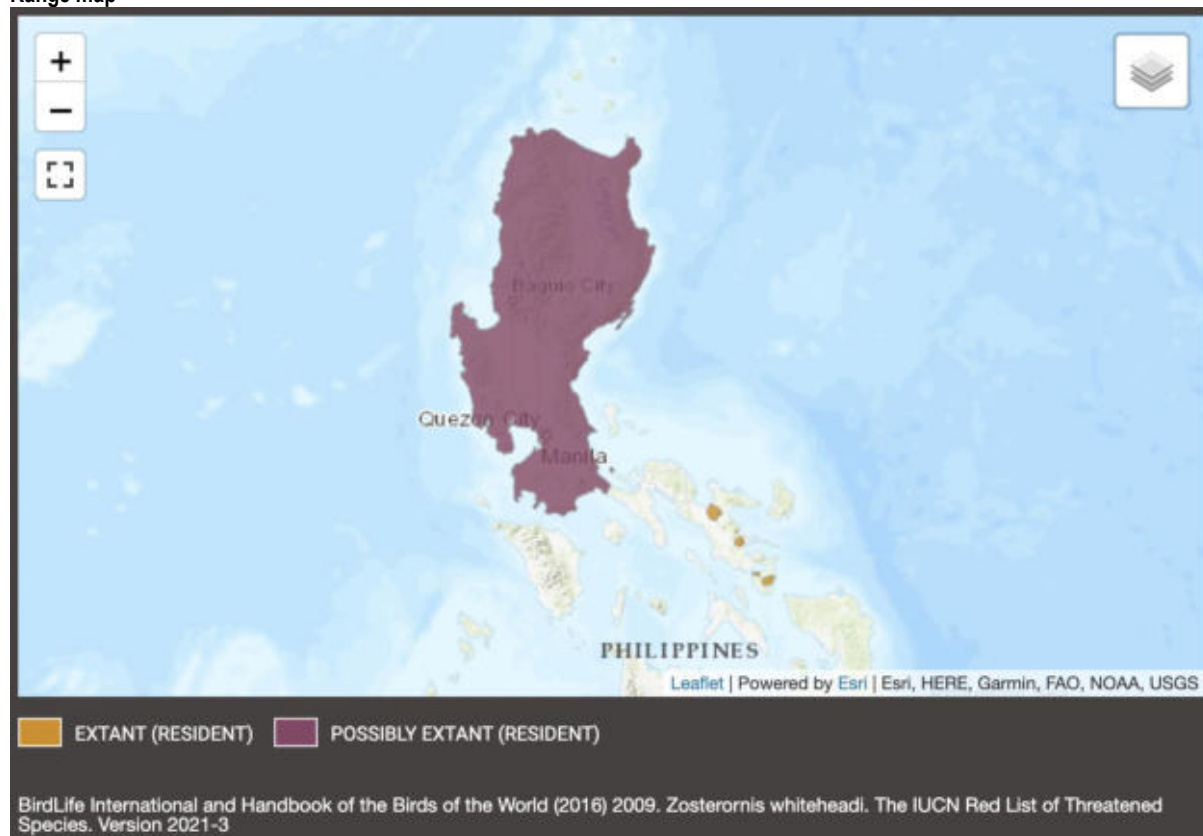 Range map
+
−
Baguio City
Quezon City
Manila
PHILIPPINES
Leaflet | Powered by Esri | Esri, HERE, Garmin, FAO, NOAA, USGS
EXTANT (RESIDENT) POSSIBLY EXTANT (RESIDENT)
BirdLife International and Handbook of the Birds of the World (2016) 2009. Zosterornis whiteheadi. The IUCN Red List of Threatened
Species. Version 2021-3